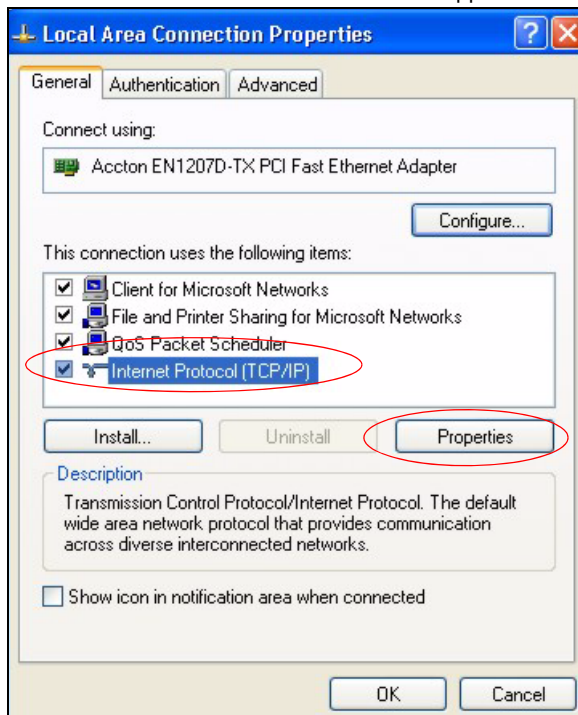 Local Area Connection Properties
General Authentication Advanced
Connect using:
Accton EN1207D-TX PCI Fast Ethernet Adapter
Configure...
This connection uses the following items:
Client for Microsoft Networks
File and Printer Sharing for Microsoft Networks
QoS Packet Scheduler
Internet Protocol (TCP/IP)
Install... Uninstall Properties
Description
Transmission Control Protocol/Internet Protocol. The default
wide area network protocol that provides communication
across diverse interconnected networks.
Show icon in notification area when connected
OK Cancel